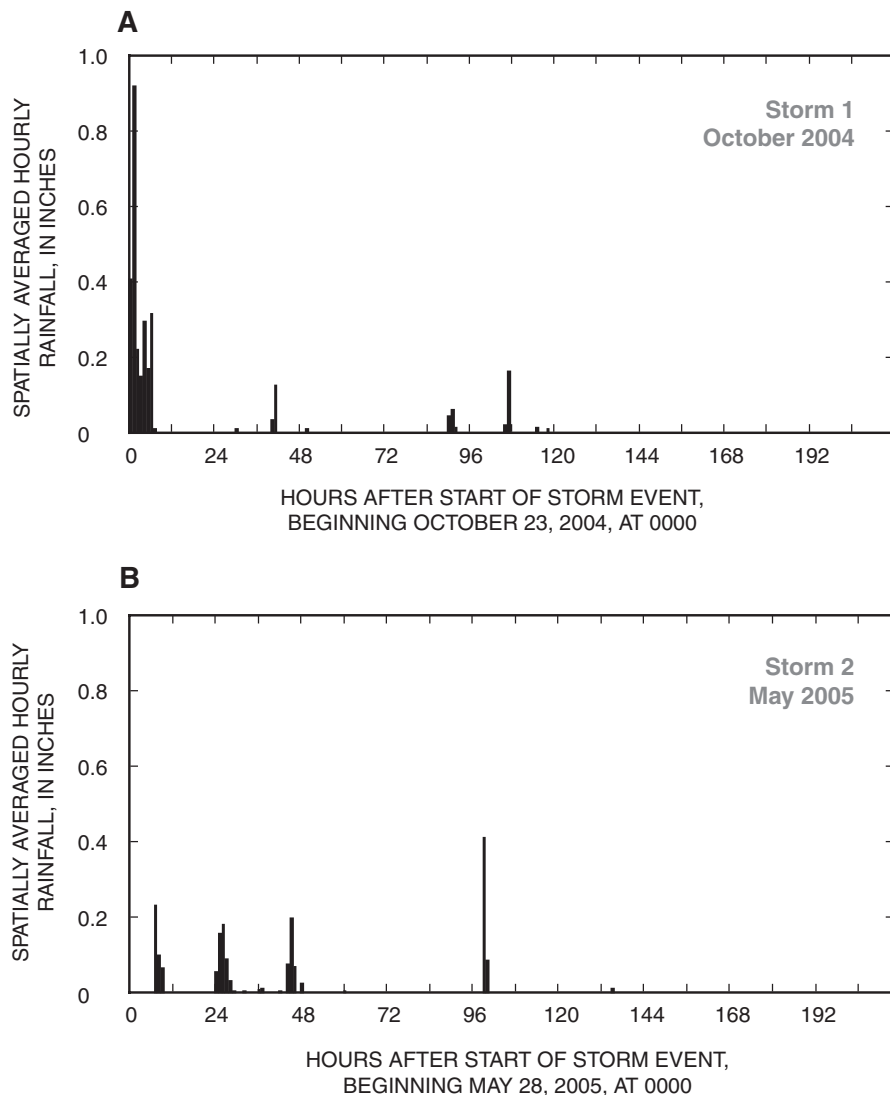 A
SPATIALLY AVERAGED HOURLY
RAINFALL, IN INCHES
1.0
0.8
0.6
0.4
0.2
0
Storm 1
October 2004
0 24 48 72 96 120 144 168 192
HOURS AFTER START OF STORM EVENT,
BEGINNING OCTOBER 23, 2004, AT 0000
B
SPATIALLY AVERAGED HOURLY
RAINFALL, IN INCHES
1.0
0.8
0.6
0.4
0.2
0
Storm 2
May 2005
0 24 48 72 96 120 144 168 192
HOURS AFTER START OF STORM EVENT,
BEGINNING MAY 28, 2005, AT 0000